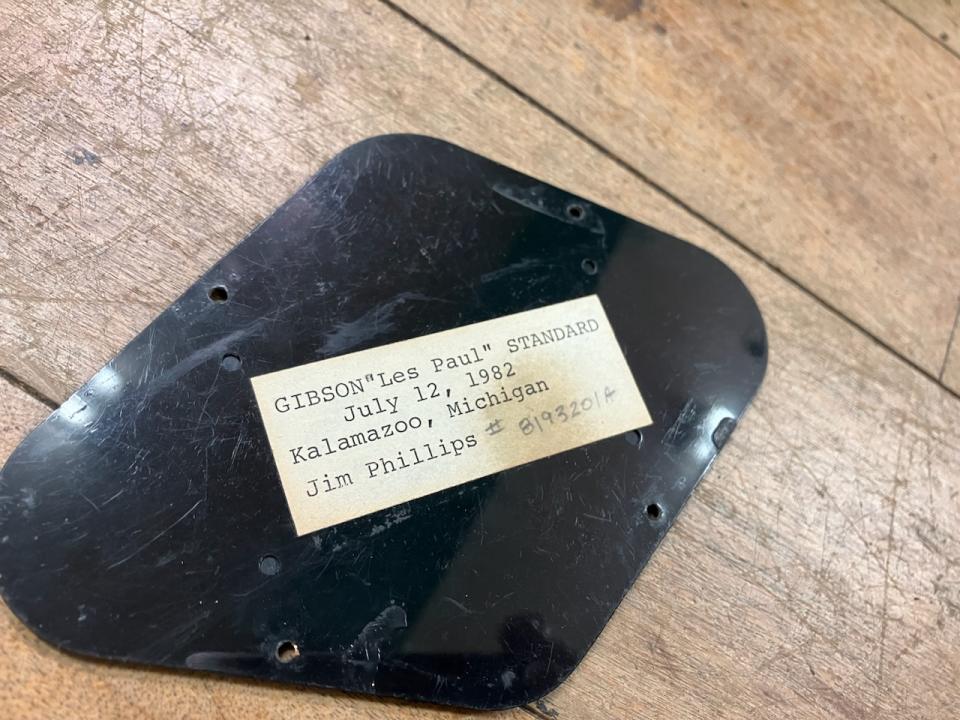 GIBSON"Les Paul" STANDARD
July 12, 1982
Kalamazoo, Michigan
Jim Phillips # 8193201A